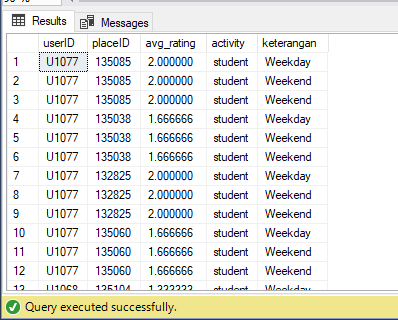 Results Messages
userID placeID avg_rating activity keterangan
1 U1077 135085 2.000000 student Weekday
2 U1077 135085 2.000000 student Weekend
3 U1077 135085 2.000000 student Weekend
4 U1077 135038 1.666666 student Weekday
5 U1077 135038 1.666666 student Weekend
6 U1077 135038 1.666666 student Weekend
7 U1077 132825 2.000000 student Weekday
8 U1077 132825 2.000000 student Weekend
9 U1077 132825 2.000000 student Weekend
10 U1077 135060 1.666666 student Weekday
11 U1077 135060 1.666666 student Weekend
12 U1077 135060 1.666666 student Weekend
13 U1068 135104 1.333333 student Weekday
Query executed successfully.